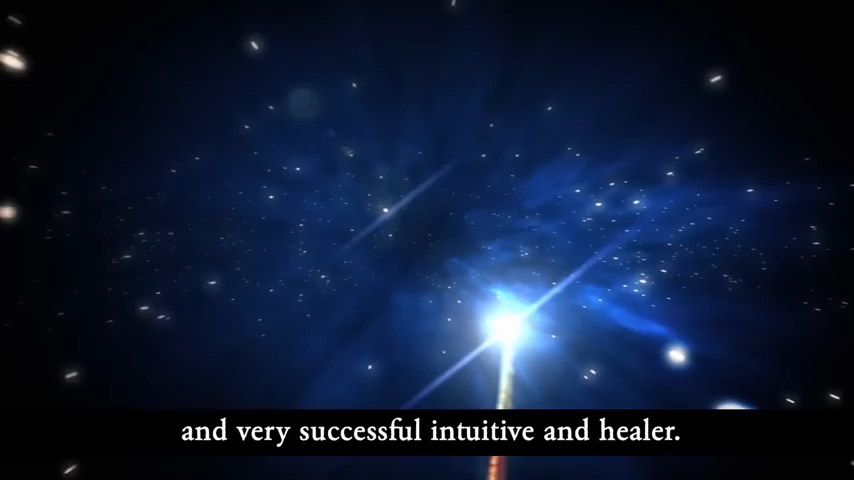 and very successful intuitive and healer.